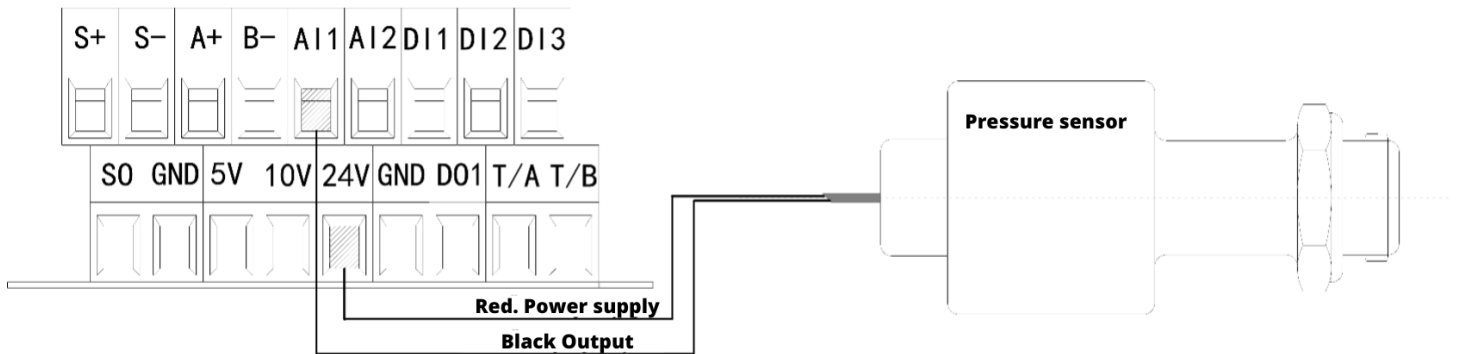 S+ S- A+ B- AI1 AI2 DI1 DI2 DI3
Pressure sensor
SO GND 5V 10V 24V GND DO1 T/A T/B
Red. Power supply
Black Output